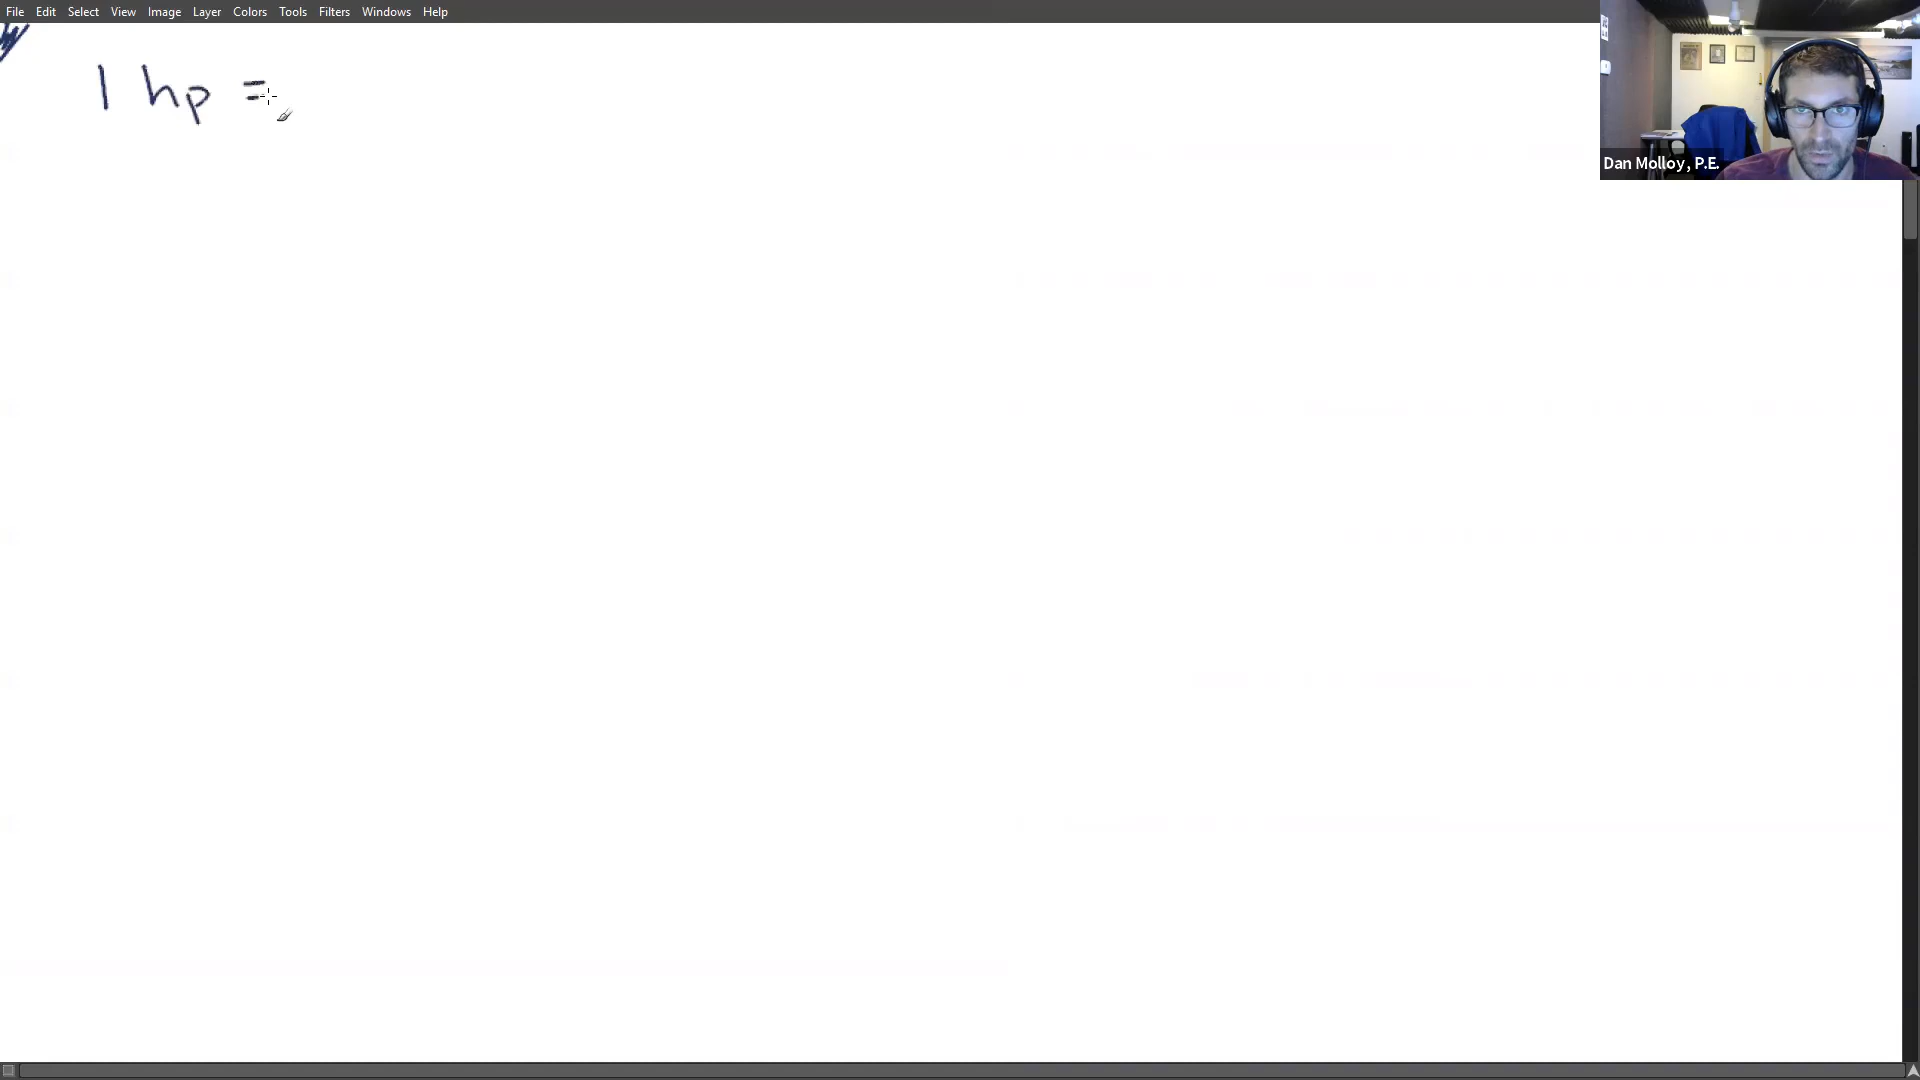 File Edit Select View Image Layer Colors Tools Filters Windows Help
1 hp =
Dan Molloy, P.E.